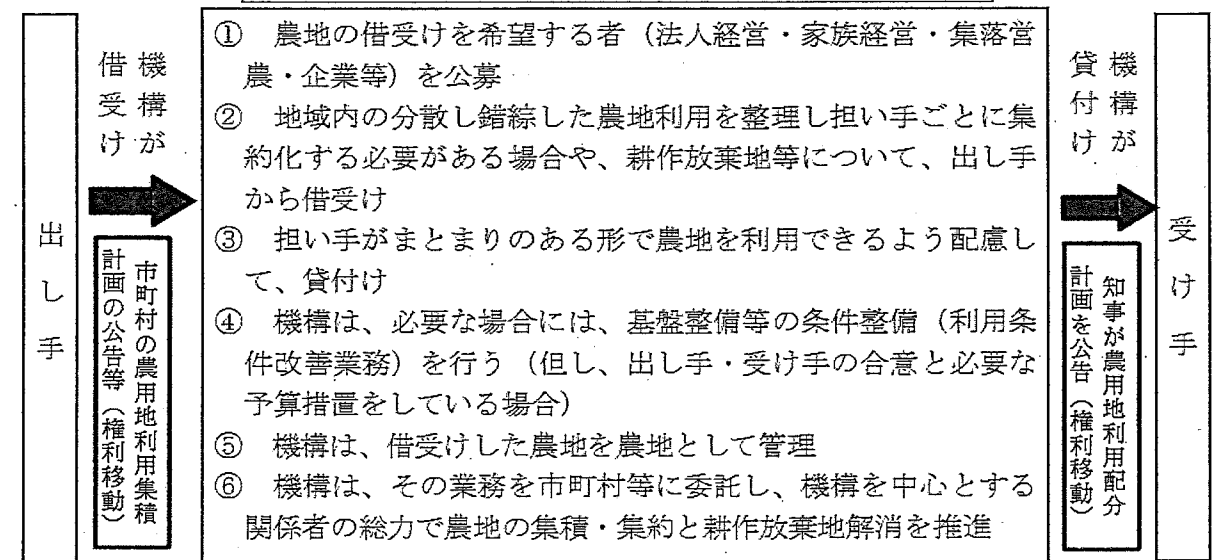 出し手
機構が
借受け
市町村の農用地利用集積
計画の公告等（権利移動）
① 農地の借受けを希望する者（法人経営・家族経営・集落営
農・企業等）を公募
② 地域内の分散し錯綜した農地利用を整理し担い手ごとに集
約化する必要がある場合や、耕作放棄地等について、出し手
から借受け
③ 担い手がまとまりのある形で農地を利用できるよう配慮し
て、貸付け
④ 機構は、必要な場合には、基盤整備等の条件整備（利用条
件改善業務）を行う（但し、出し手・受け手の合意と必要な
予算措置をしている場合）
⑤ 機構は、借受けした農地を農地として管理
⑥ 機構は、その業務を市町村等に委託し、機構を中心とする
関係者の総力で農地の集積・集約と耕作放棄地解消を推進
機構が
貸付け
知事が農用地利用配分
計画を公告（権利移動）
受け手